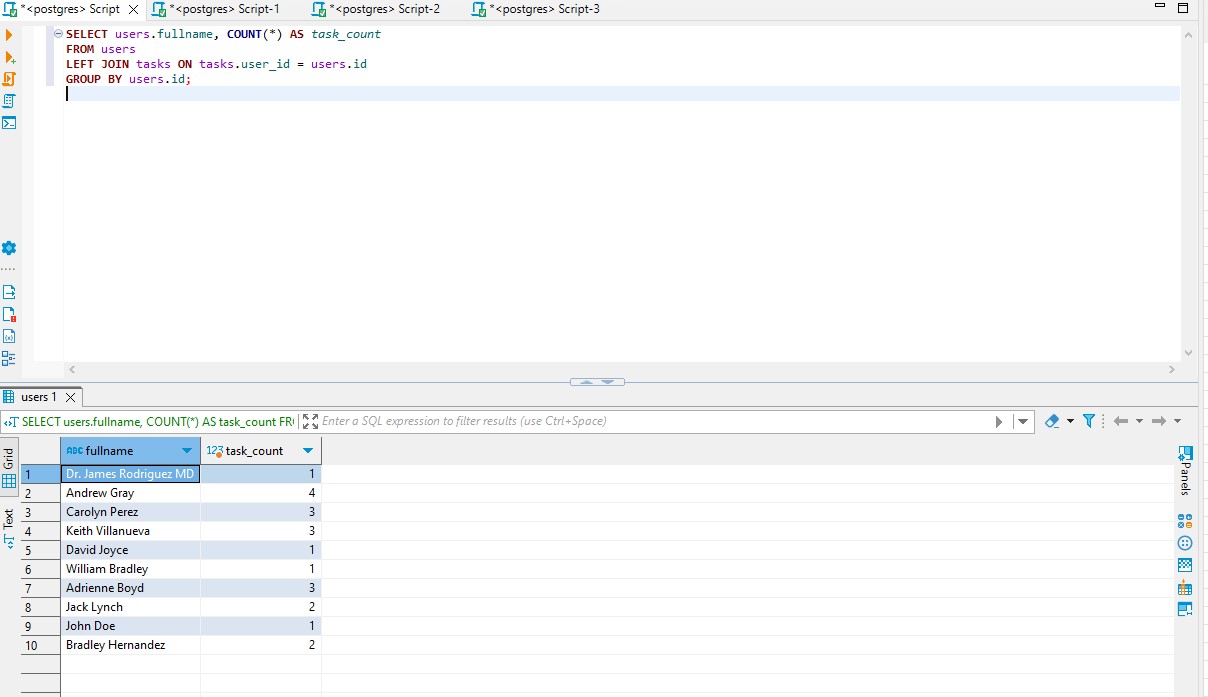 *<postgres> Script
*<postgres> Script-1
*<postgres> Script-2
*<postgres> Script-3
SELECT users.fullname, COUNT(*) AS task_count
FROM users
LEFT JOIN tasks ON tasks.user_id = users.id
GROUP BY users.id;
users 1
SELECT users.fullname, COUNT(*) AS task_count FR
Enter a SQL expression to filter results (use Ctrl+Space)
Grid
Text
Panels
ABC fullname 123 task_count
1 Dr. James Rodriguez MD 1
2 Andrew Gray 4
3 Carolyn Perez 3
4 Keith Villanueva 3
5 David Joyce 1
6 William Bradley 1
7 Adrienne Boyd 3
8 Jack Lynch 2
9 John Doe 1
10 Bradley Hernandez 2